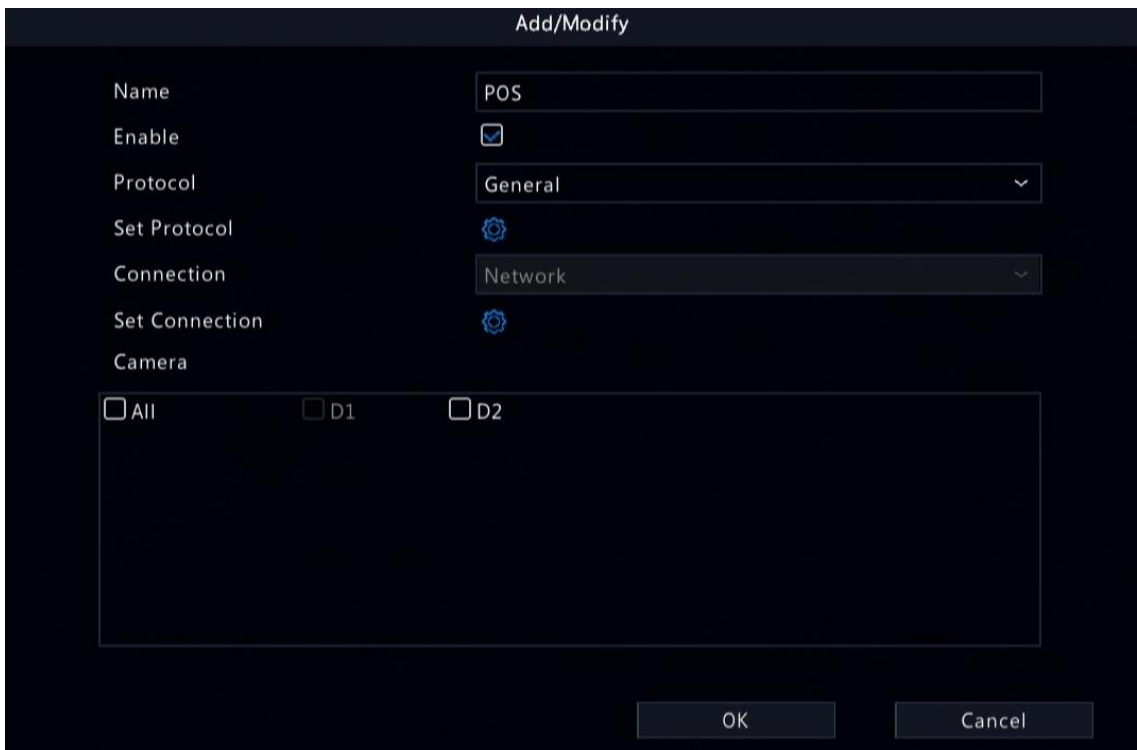 Add/Modify
Name POS
Enable
Protocol General
Set Protocol
Connection Network
Set Connection
Camera
All D1 D2
OK Cancel